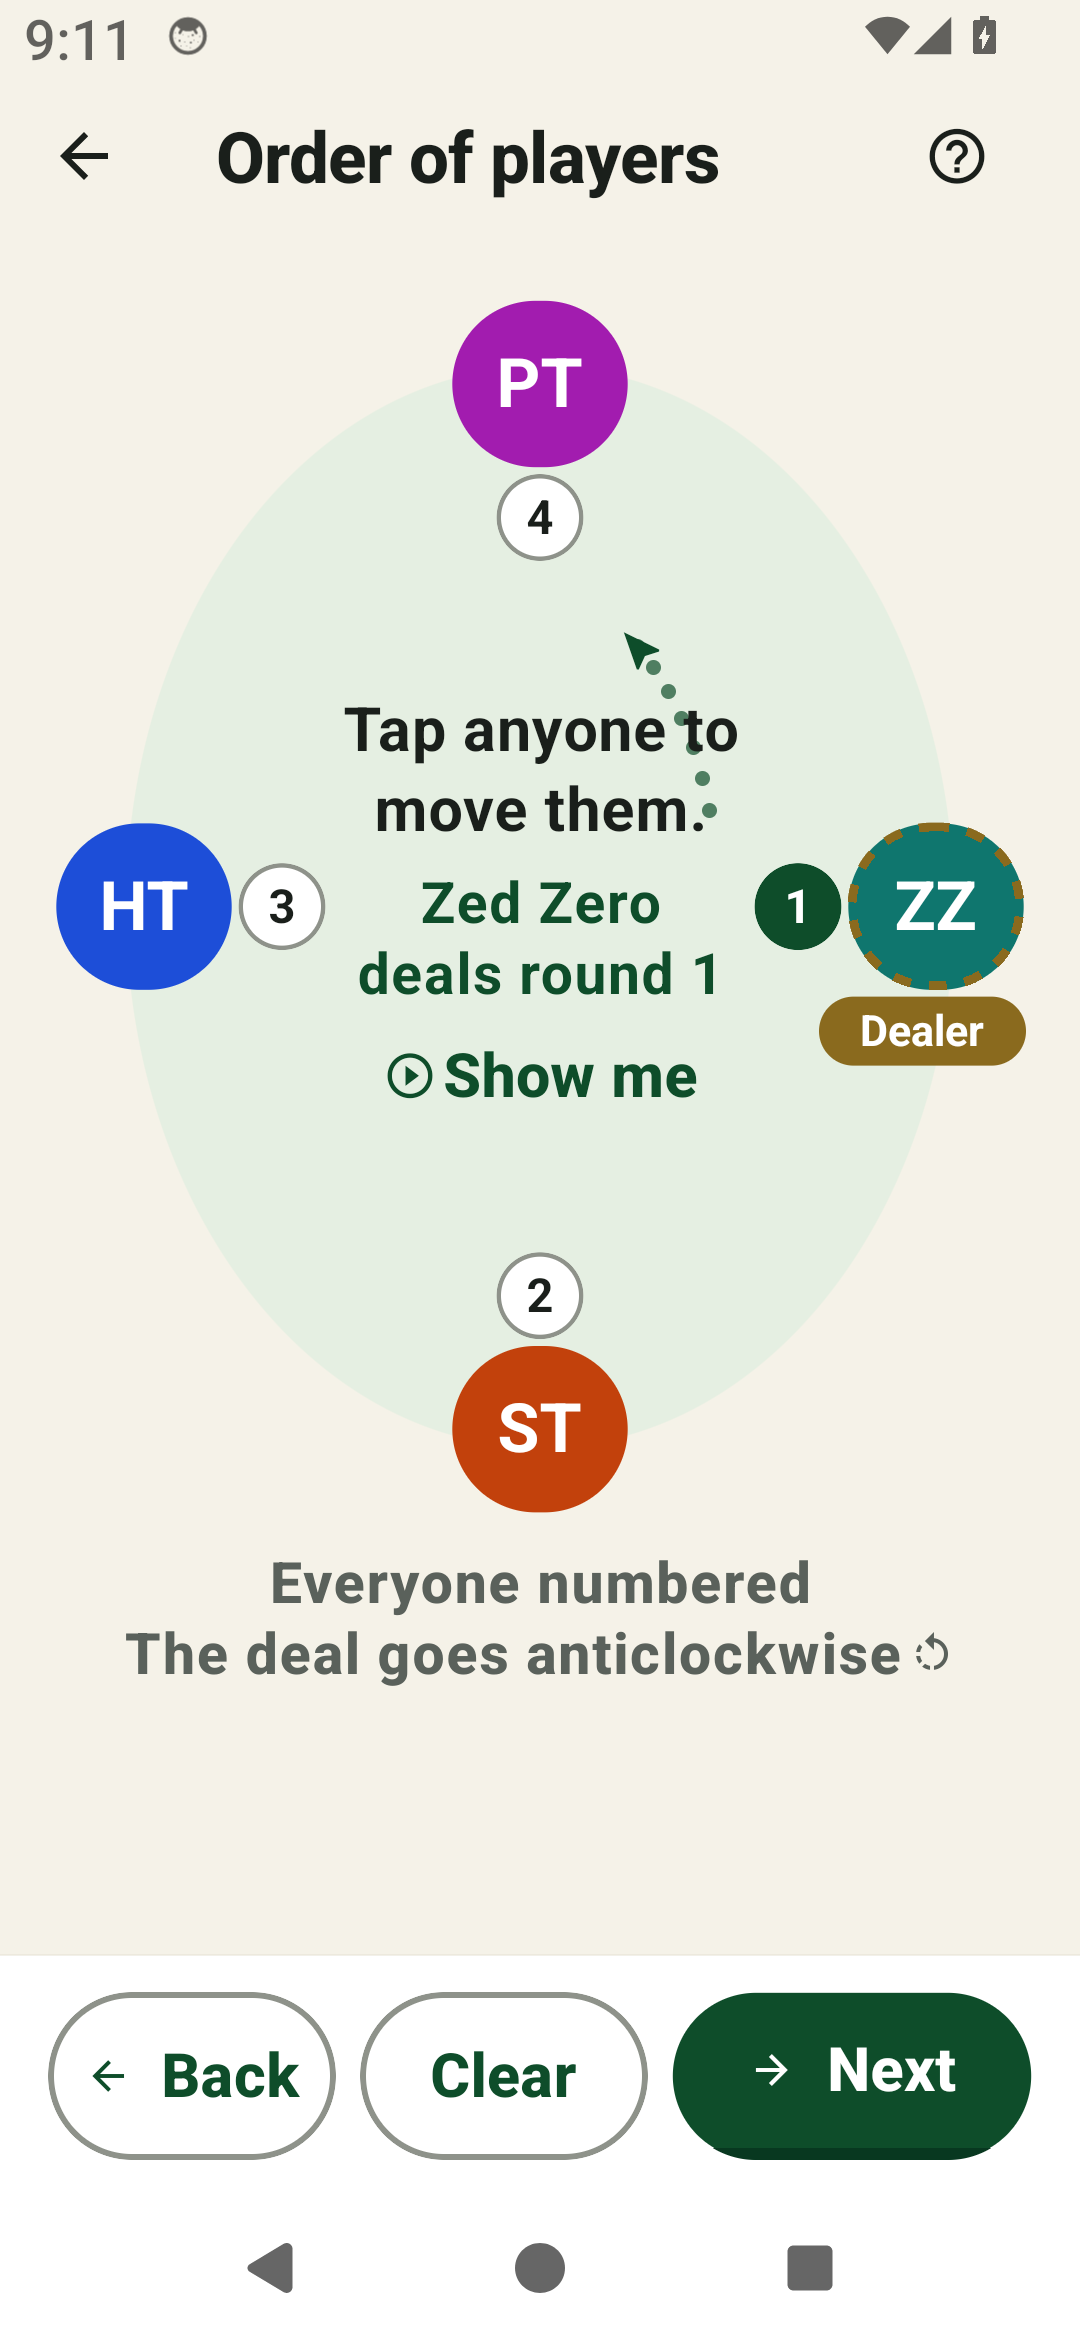 9:11
Order of players
PT
4
Tap anyone to
move them.
HT
3
Zed Zero
deals round 1
1
ZZ
Dealer
Show me
2
ST
Everyone numbered
The deal goes anticlockwise
Back
Clear
Next